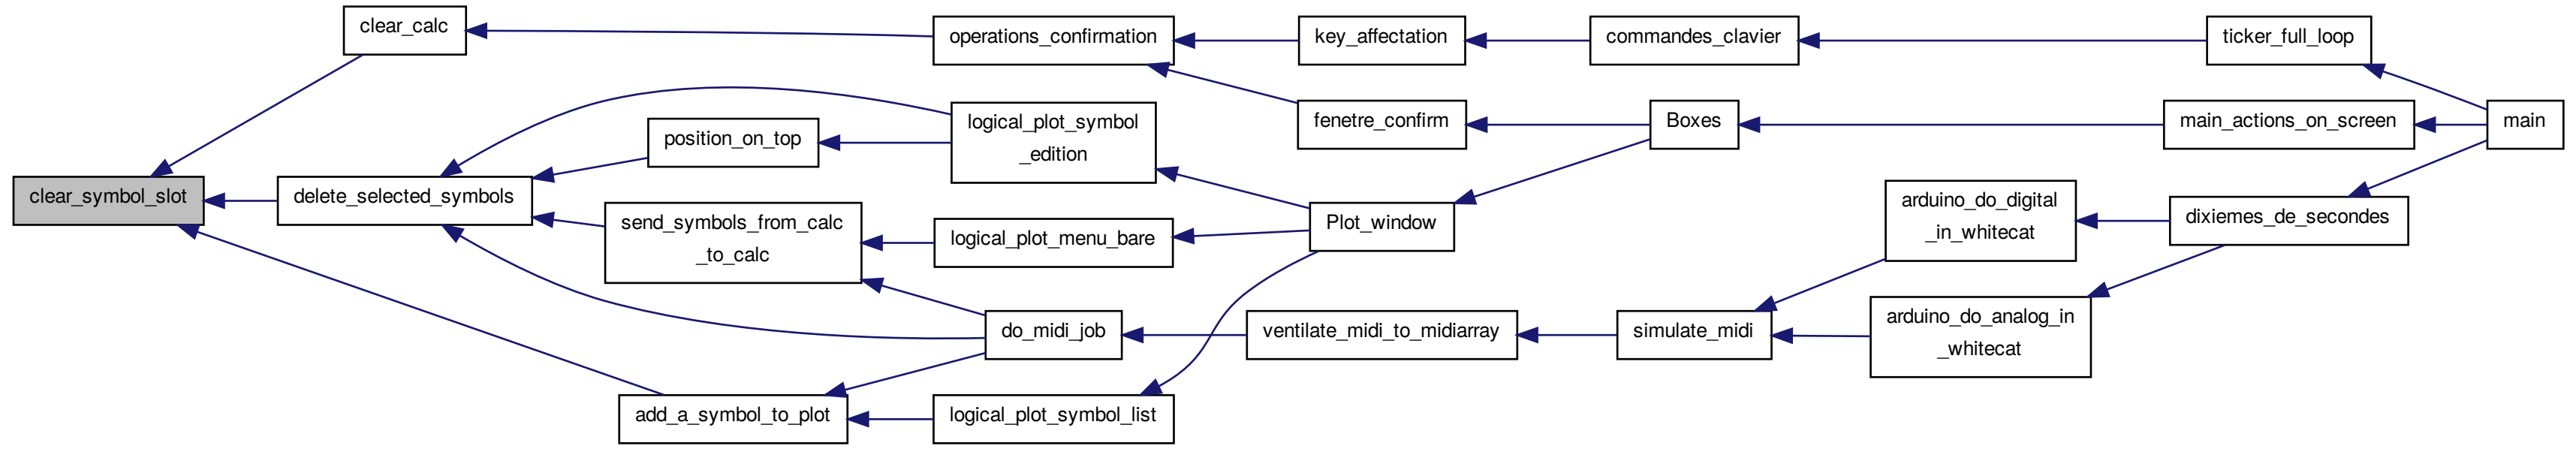 clear_symbol_slot
clear_calc
delete_selected_symbols
add_a_symbol_to_plot
position_on_top
send_symbols_from_calc
_to_calc
operations_confirmation
logical_plot_symbol
_edition
logical_plot_menu_bare
do_midi_job
logical_plot_symbol_list
key_affectation
fenetre_confirm
Plot_window
ventilate_midi_to_midiarray
commandes_clavier
Boxes
simulate_midi
arduino_do_digital
_in_whitecat
arduino_do_analog_in
_whitecat
ticker_full_loop
main_actions_on_screen
dixiemes_de_secondes
main